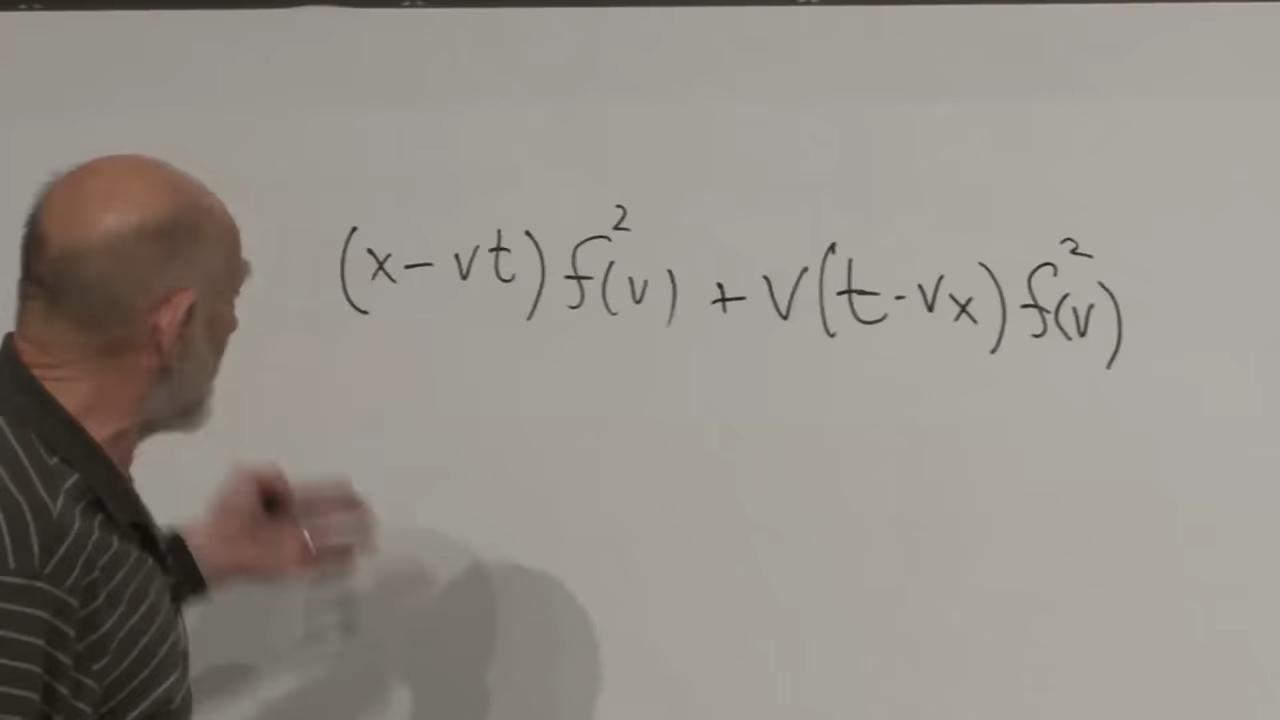 (x - vt) f²(v) + v(t - vx) f²(v)